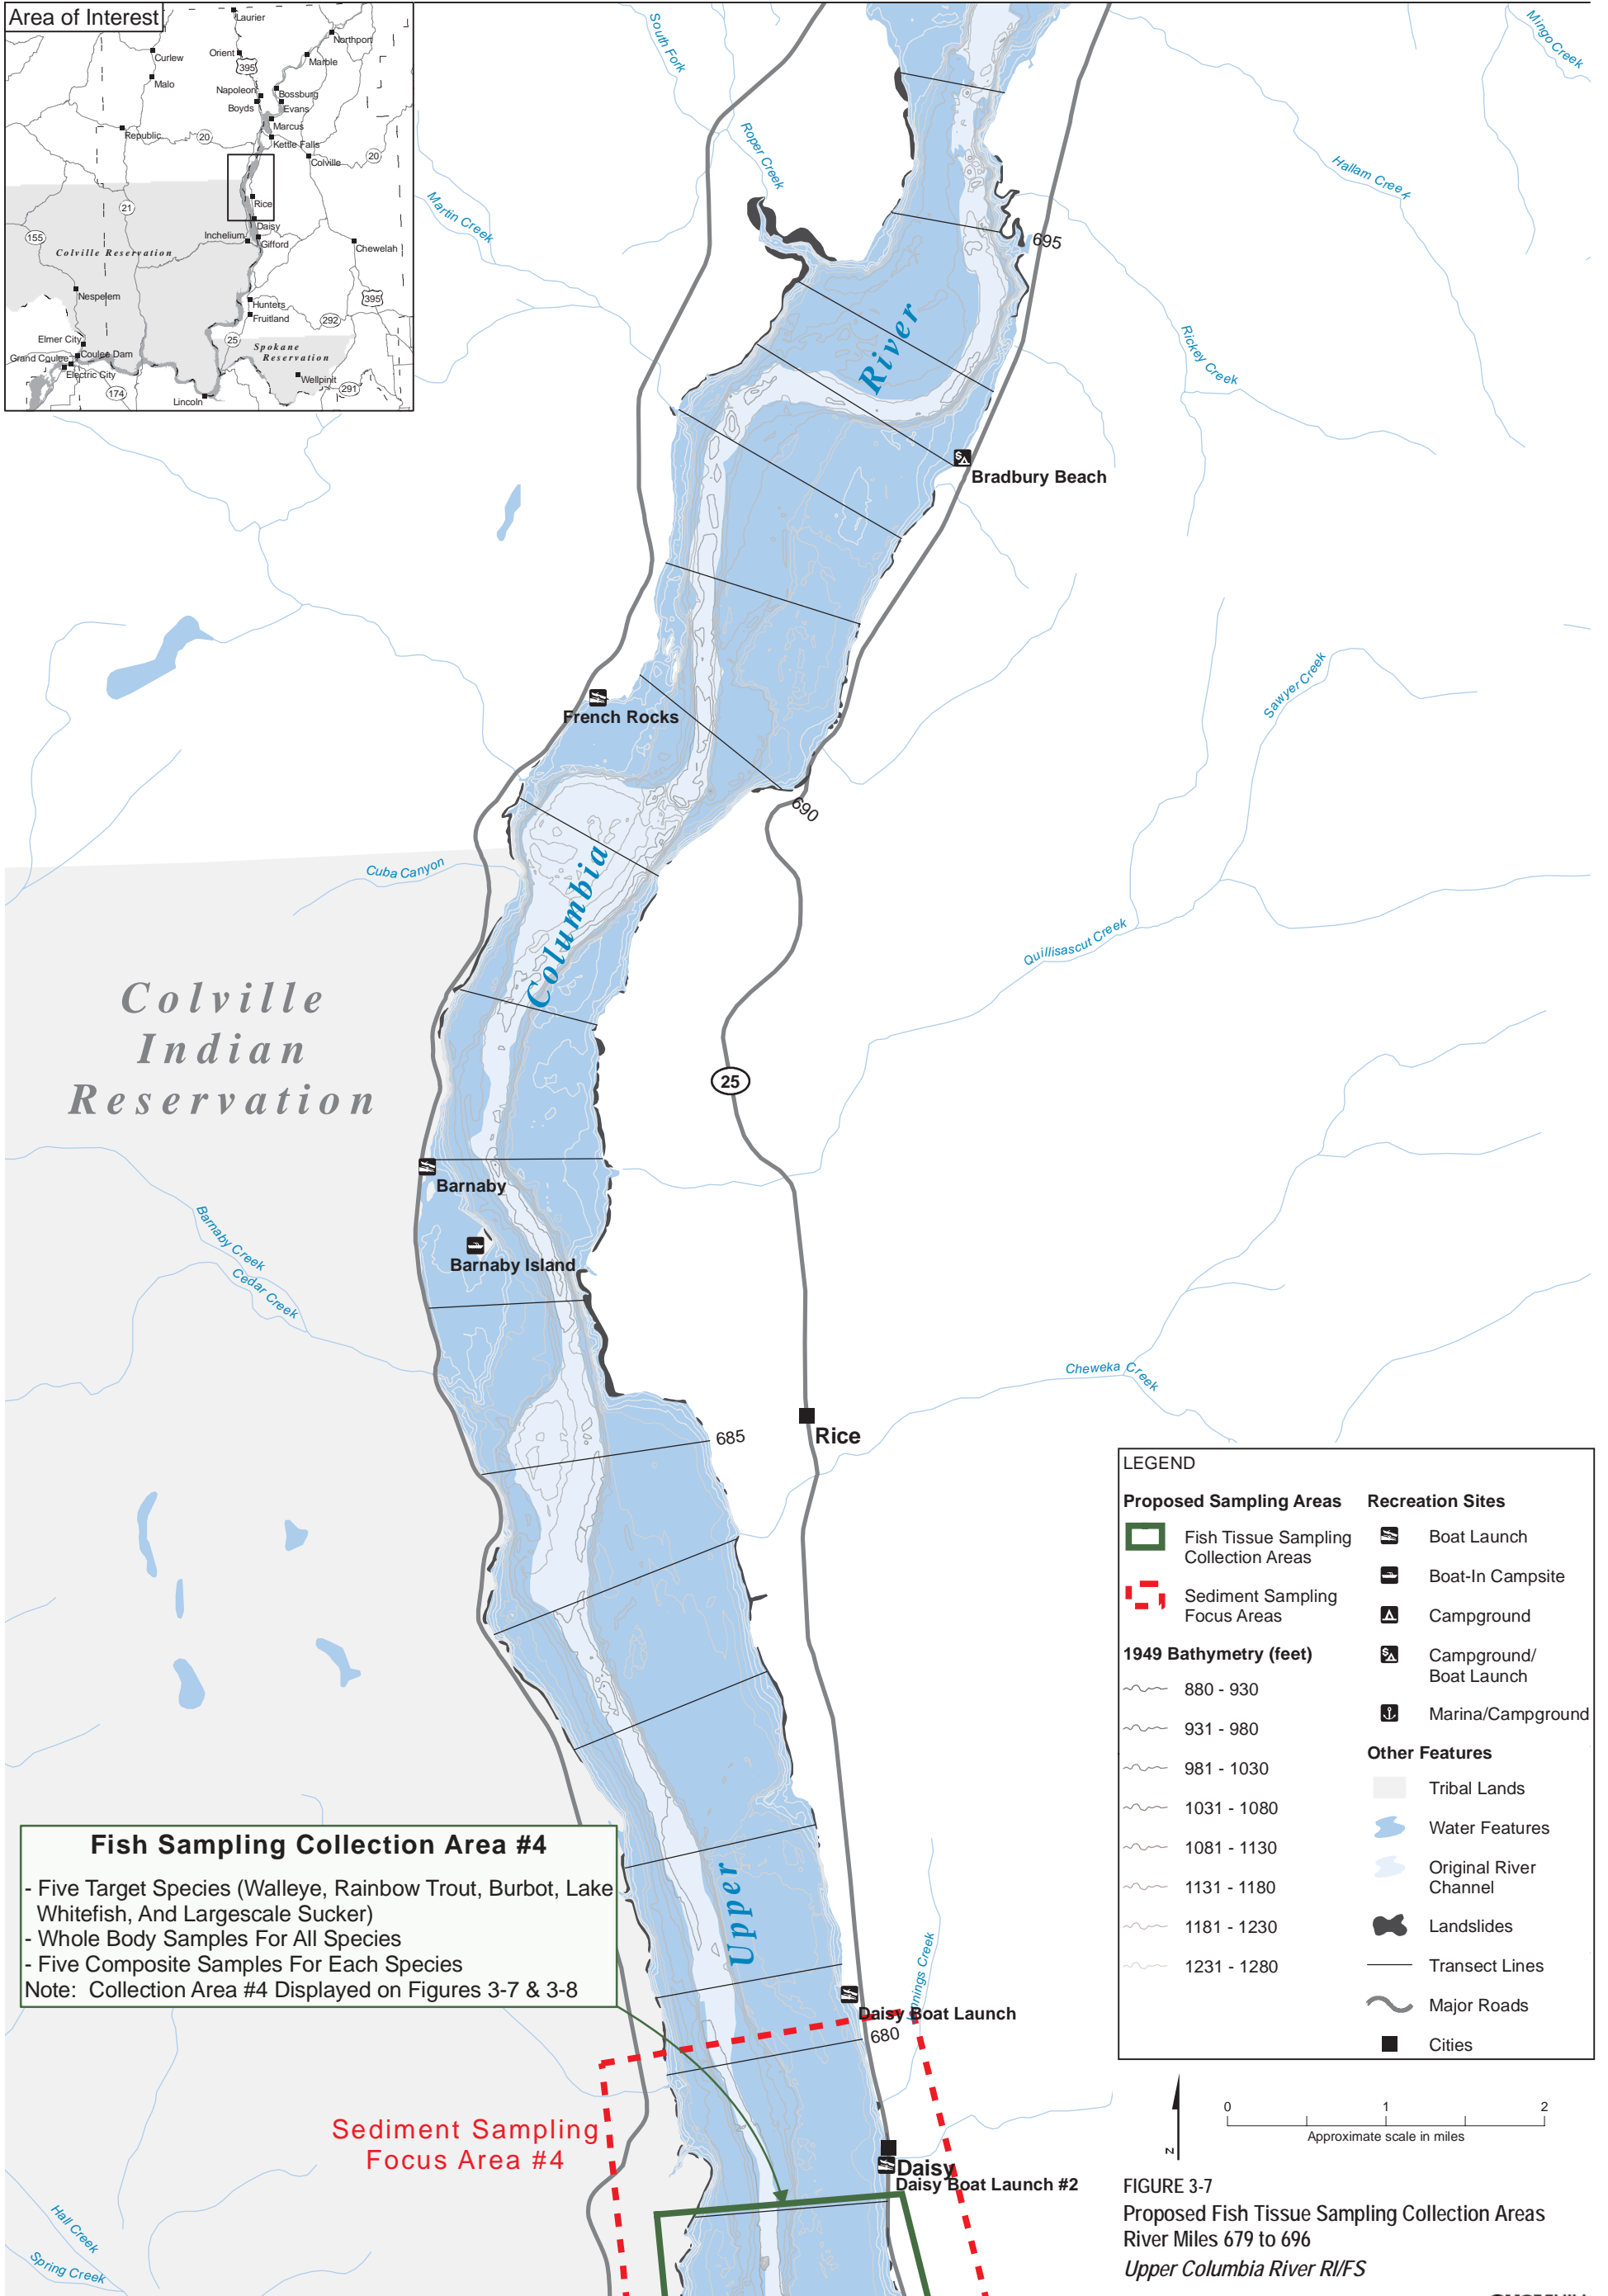 Area of Interest
Laurier
Northport
Orient
395
Marble
Curlew
Malo
Napoleon
Bossburg
Boyds
Evans
Marcus
Republic
20
Kettle Falls
Colville
20
Rice
21
Daisy
155
Inchelium
Gifford
Chewelah
Colville Reservation
Nespelem
Hunters
395
Fruitland
292
Elmer City
25
Spokane
Reservation
Grand Coulee
Coulee Dam
Electric City
Wellpinit
174
291
Lincoln
South Fork
Mingo Creek
Roper Creek
Hallam Creek
Martin Creek
695
River
Rickey Creek
Bradbury Beach
Sawyer Creek
French Rocks
690
Cuba Canyon
Columbia
Quillisascut Creek
Colville
Indian
Reservation
25
Barnaby
Barnaby Creek
Barnaby Island
Cedar Creek
Cheweka Creek
Rice
685
LEGEND
Proposed Sampling Areas
Fish Tissue Sampling
Collection Areas
Sediment Sampling
Focus Areas
1949 Bathymetry (feet)
880 - 930
931 - 980
981 - 1030
1031 - 1080
1081 - 1130
1131 - 1180
1181 - 1230
1231 - 1280
Recreation Sites
Boat Launch
Boat-In Campsite
Campground
Campground/
Boat Launch
Marina/Campground
Other Features
Tribal Lands
Water Features
Original River
Channel
Landslides
Transect Lines
Major Roads
Cities
Fish Sampling Collection Area #4
- Five Target Species (Walleye, Rainbow Trout, Burbot, Lake
Whitefish, And Largescale Sucker)
- Whole Body Samples For All Species
- Five Composite Samples For Each Species
Note: Collection Area #4 Displayed on Figures 3-7 & 3-8
Upper
Creek
Daisy Boat Launch
680
Sediment Sampling
Focus Area #4
Daisy
Daisy Boat Launch #2
Hall Creek
Spring Creek
N
0 1 2
Approximate scale in miles
FIGURE 3-7
Proposed Fish Tissue Sampling Collection Areas
River Miles 679 to 696
Upper Columbia River RI/FS